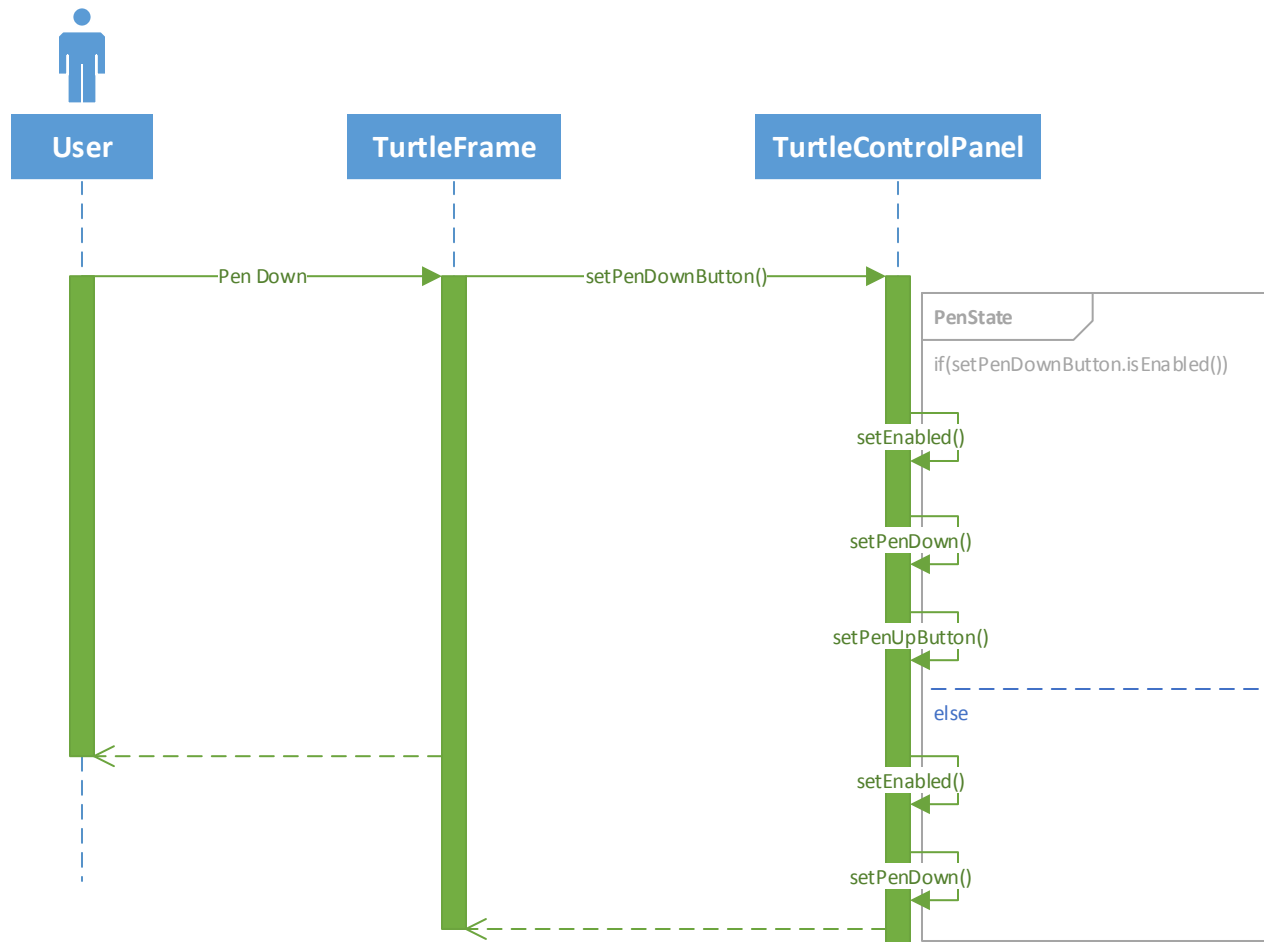 User
TurtleFrame
TurtleControlPanel
Pen Down
setPenDownButton()
PenState
if(setPenDownButton.isEnabled())
setEnabled()
setPenDown()
setPenUpButton()
else
setEnabled()
setPenDown()